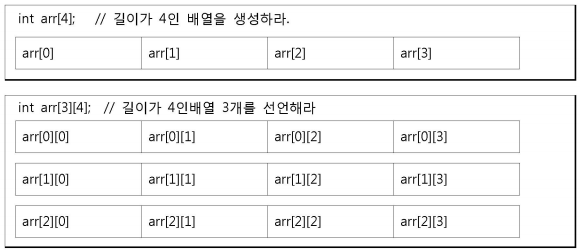 int arr[4];   // 길이가 4인 배열을 생성하라.
arr[0] arr[1] arr[2] arr[3]
int arr[3][4];  // 길이가 4인배열 3개를 선언해라
arr[0][0] arr[0][1] arr[0][2] arr[0][3]
arr[1][0] arr[1][1] arr[1][2] arr[1][3]
arr[2][0] arr[2][1] arr[2][2] arr[2][3]